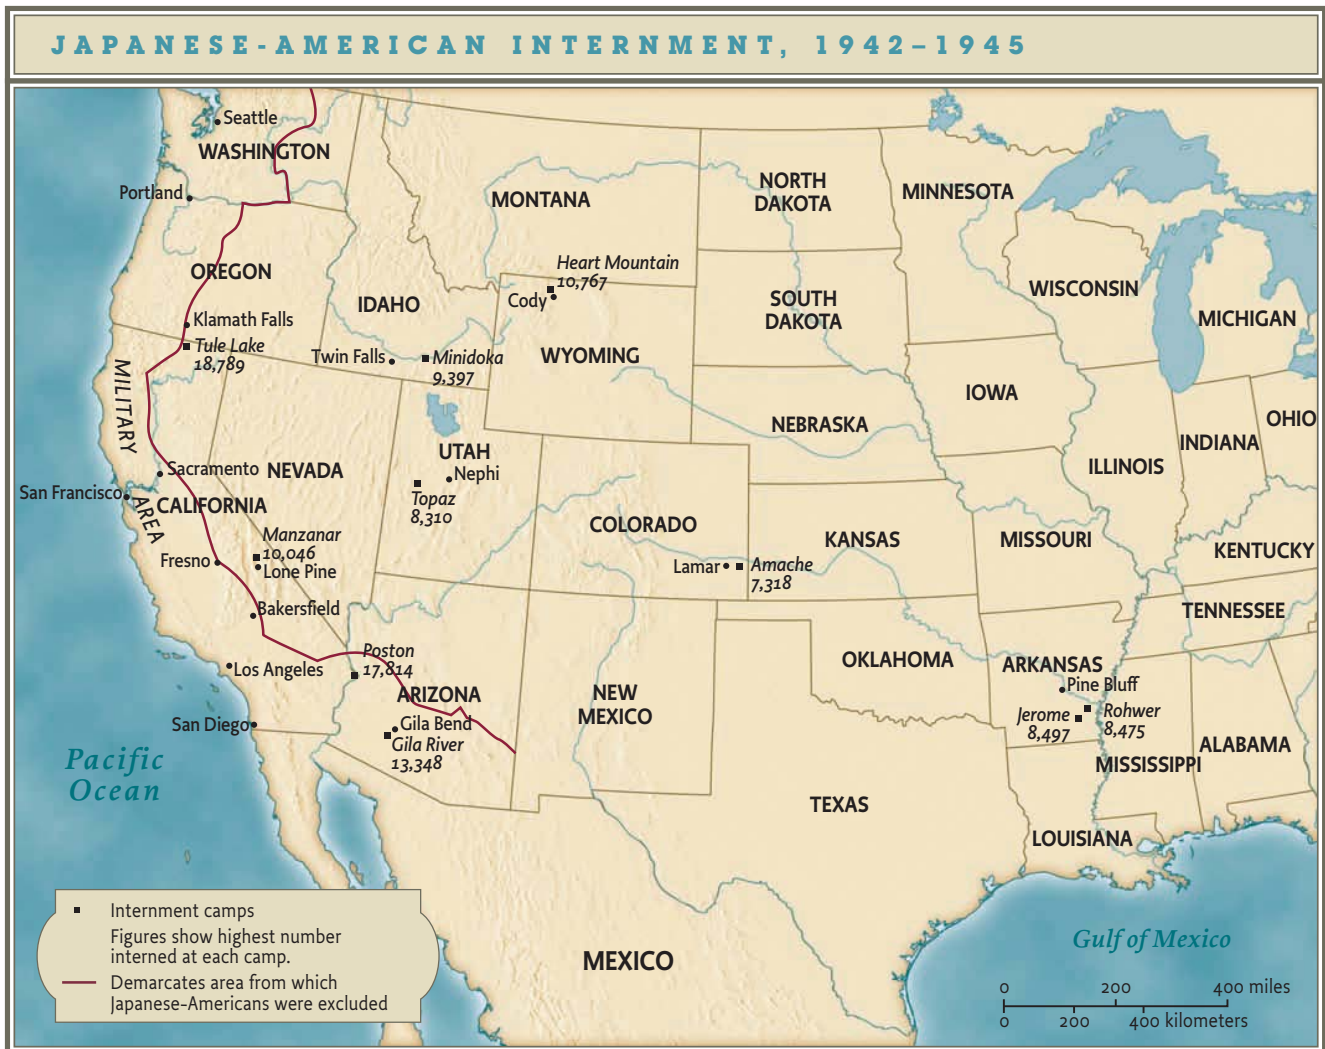 JAPANESE-AMERICAN INTERNMENT, 1942–1945
Seattle
WASHINGTON
Portland
MONTANA
NORTH
DAKOTA
MINNESOTA
OREGON
Heart Mountain
10,767
Cody
IDAHO
SOUTH
DAKOTA
WISCONSIN
MICHIGAN
Klamath Falls
Tule Lake
18,789
Twin Falls
Minidoka
9,397
WYOMING
MILITARY
AREA
IOWA
NEBRASKA
OHIO
INDIANA
ILLINOIS
UTAH
Nephi
Sacramento
NEVADA
San Francisco
CALIFORNIA
Topaz
8,310
COLORADO
KANSAS
MISSOURI
KENTUCKY
Manzanar
10,046
Lone Pine
Fresno
Lamar
Amache
7,318
Bakersfield
TENNESSEE
Poston
17,814
Los Angeles
ARIZONA
OKLAHOMA
ARKANSAS
Pine Bluff
NEW
MEXICO
San Diego
Gila Bend
Gila River
13,348
Jerome
8,497
Rohwer
8,475
MISSISSIPPI
ALABAMA
Pacific
Ocean
TEXAS
LOUISIANA
MEXICO
Gulf of Mexico
Internment camps
Figures show highest number
interned at each camp.
Demarcates area from which
Japanese-Americans were excluded
0 200 400 miles
0 200 400 kilometers